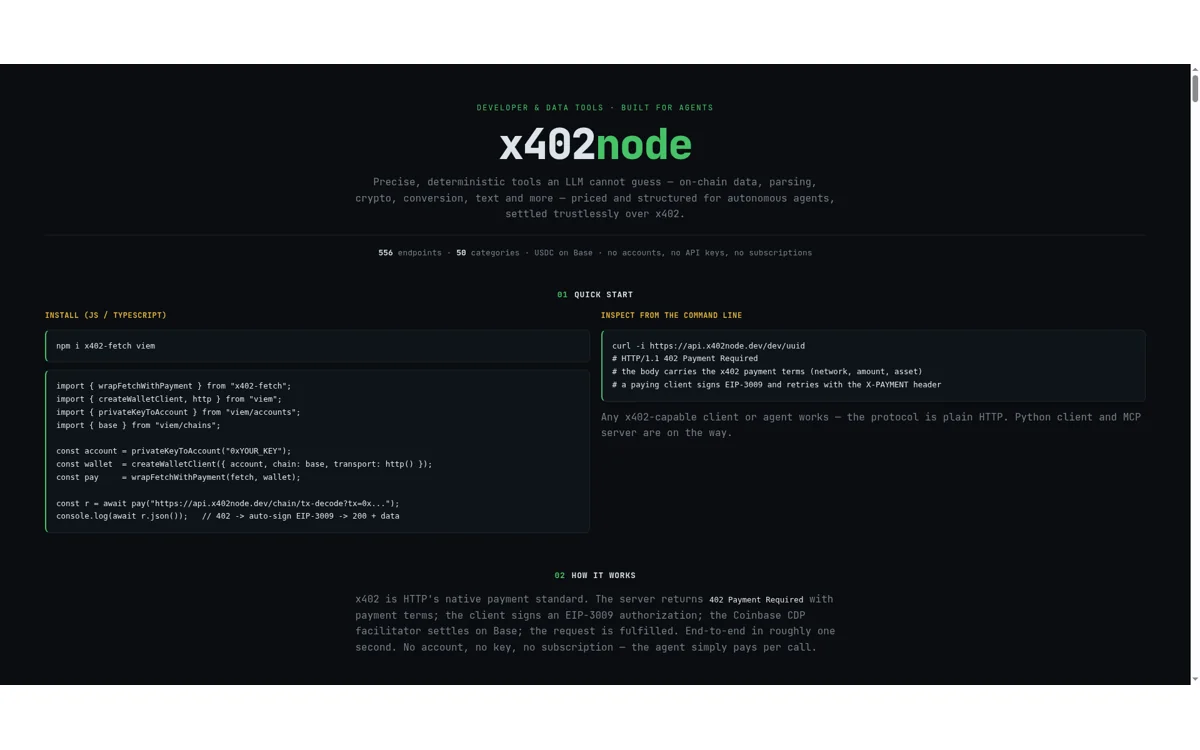 DEVELOPER & DATA TOOLS · BUILT FOR AGENTS
x402node
Precise, deterministic tools an LLM cannot guess — on-chain data, parsing,
crypto, conversion, text and more — priced and structured for autonomous agents,
settled trustlessly over x402.
556 endpoints · 50 categories · USDC on Base · no accounts, no API keys, no subscriptions
01 QUICK START
INSTALL (JS / TYPESCRIPT)
npm i x402-fetch viem
import { wrapFetchWithPayment } from "x402-fetch";
import { createWalletClient, http } from "viem";
import { privateKeyToAccount } from "viem/accounts";
import { base } from "viem/chains";
const account = privateKeyToAccount("0xYOUR_KEY");
const wallet  = createWalletClient({ account, chain: base, transport: http() });
const pay     = wrapFetchWithPayment(fetch, wallet);
const r = await pay("https://api.x402node.dev/chain/tx-decode?tx=0x...");
console.log(await r.json());   // 402 -> auto-sign EIP-3009 -> 200 + data
INSPECT FROM THE COMMAND LINE
curl -i https://api.x402node.dev/dev/uuid
# HTTP/1.1 402 Payment Required
# the body carries the x402 payment terms (network, amount, asset)
# a paying client signs EIP-3009 and retries with the X-PAYMENT header
Any x402-capable client or agent works — the protocol is plain HTTP. Python client and MCP
server are on the way.
02 HOW IT WORKS
x402 is HTTP's native payment standard. The server returns 402 Payment Required with
payment terms; the client signs an EIP-3009 authorization; the Coinbase CDP
facilitator settles on Base; the request is fulfilled. End-to-end in roughly one
second. No account, no key, no subscription — the agent simply pays per call.